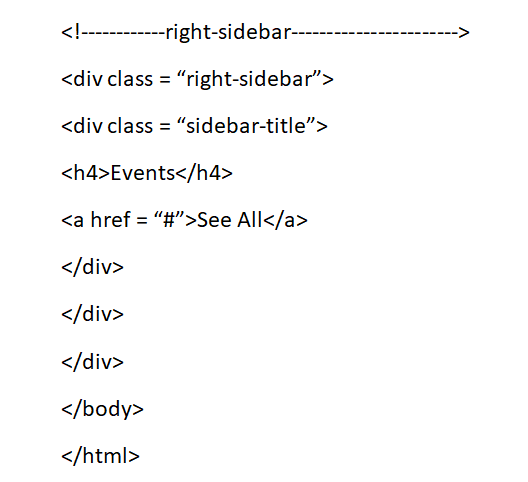 <!------------right-sidebar------------------------>
<div class = “right-sidebar”>
<div class = “sidebar-title”>
<h4>Events</h4>
<a href = “#”>See All</a>
</div>
</div>
</div>
</body>
</html>